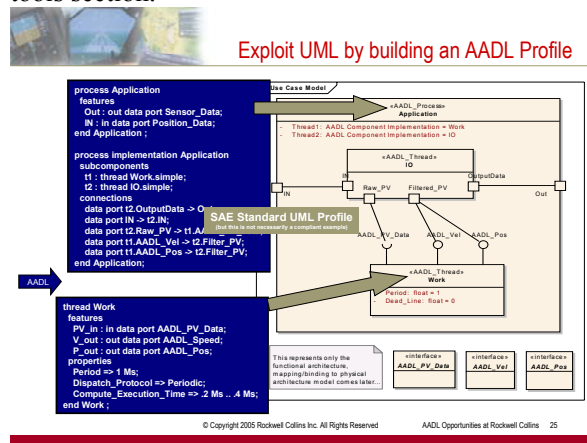 tools section.
Exploit UML by building an AADL Profile
process Application
features
Out : out data port Sensor_Data;
IN : in data port Position_Data;
end Application ;
process implementation Application
subcomponents
t1 : thread Work.simple;
t2 : thread IO.simple;
connections
data port t2.OutputData -> Ou
data port IN -> t2.IN;
data port t2.Raw_PV -> t1.AA
data port t1.AADL_Vel -> t2.Filter_PV;
data port t1.AADL_Pos -> t2.Filter_PV;
end Application;
SAE Standard UML Profile
(but this is not necessarily a compliant example)
AADL
thread Work
features
PV_in : in data port AADL_PV_Data;
V_out : out data port AADL_Speed;
P_out : out data port AADL_Pos;
properties
Period => 1 Ms;
Dispatch_Protocol => Periodic;
Compute_Execution_Time => .2 Ms .. .4 Ms;
end Work ;
Use Case Model
«AADL_Process»
Application
- Thread1: AADL Component Implementation = Work
- Thread2: AADL Component Implementation = IO
«AADL_Thread»
IO
IN
OutputData
IN
Raw_PV
Filtered_PV
Out
AADL_PV_Data
AADL_Vel
AADL_Pos
«AADL_Thread»
Work
- Period: float = 1
- Dead_Line: float = 0
This represents only the
functional architecture,
mapping/binding to physical
architecture model comes later...
«interface»
AADL_PV_Data
«interface»
AADL_Vel
«interface»
AADL_Pos
© Copyright 2005 Rockwell Collins Inc. All Rights Reserved
AADL Opportunities at Rockwell Collins 25